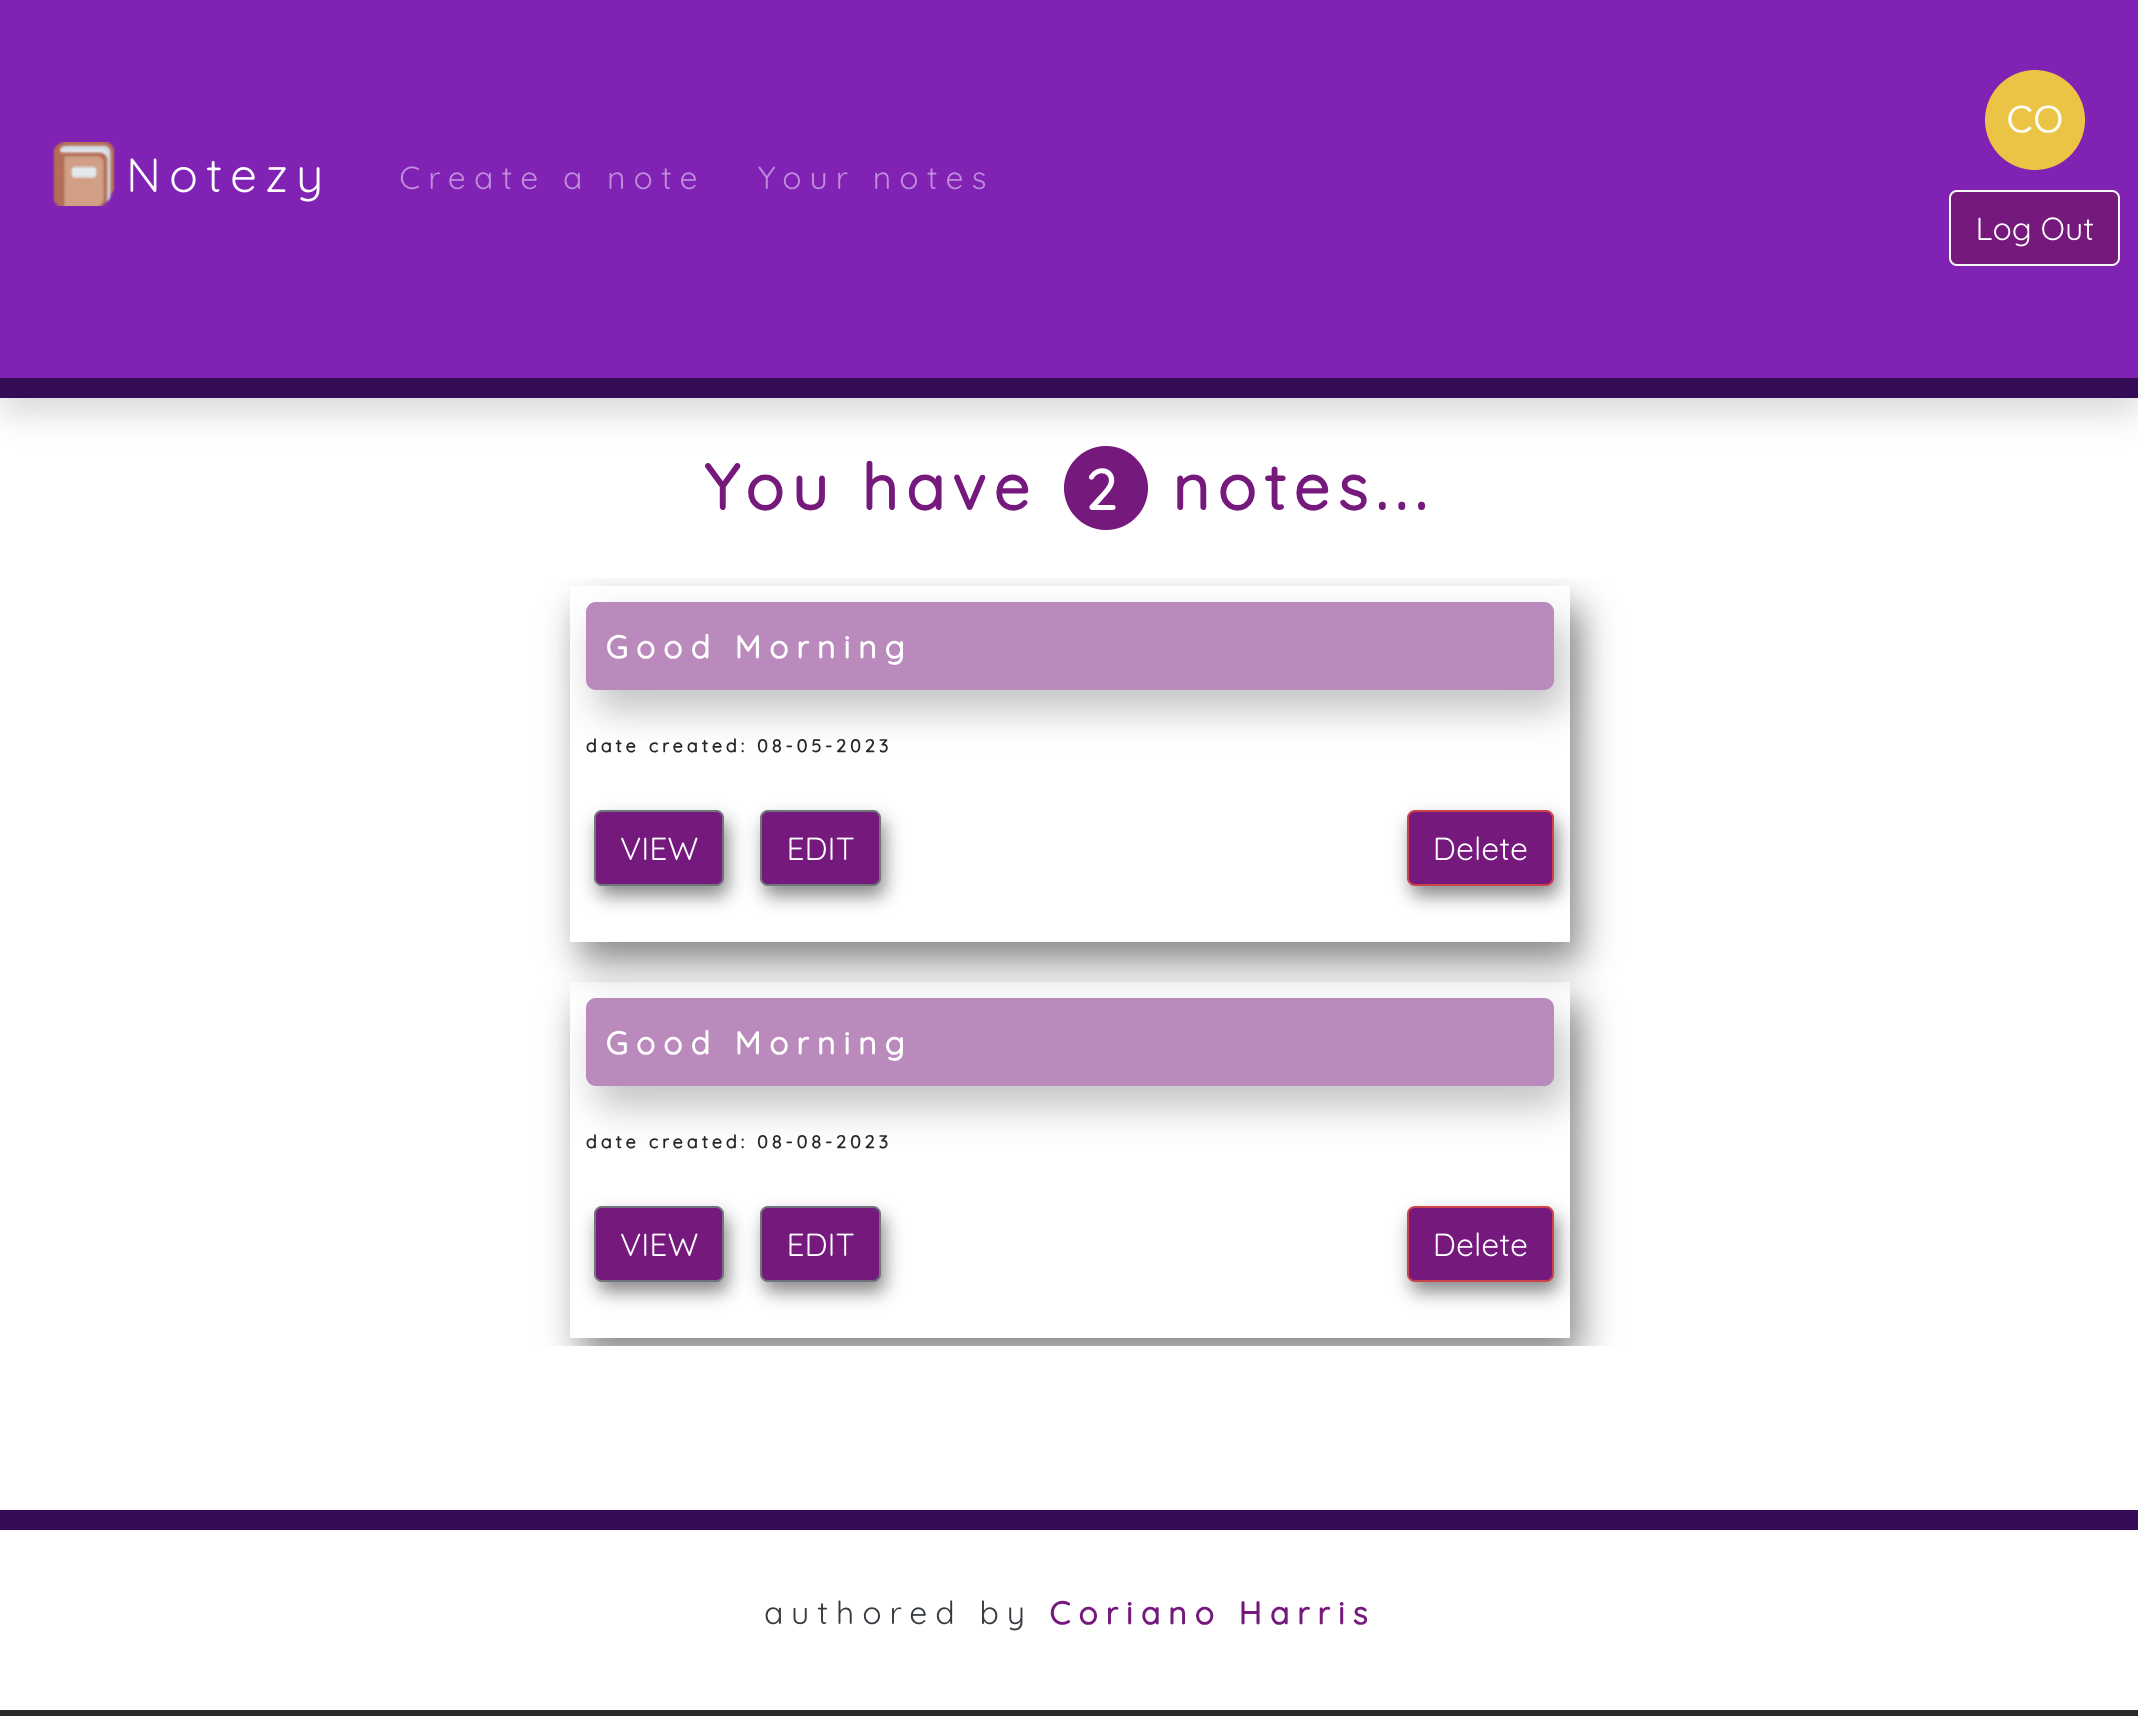 CO
Notezy Create a note Your notes
Log Out
You have 2 notes...
Good Morning
date created: 08-05-2023
VIEW EDIT Delete
Good Morning
date created: 08-08-2023
VIEW EDIT Delete
authored by Coriano Harris